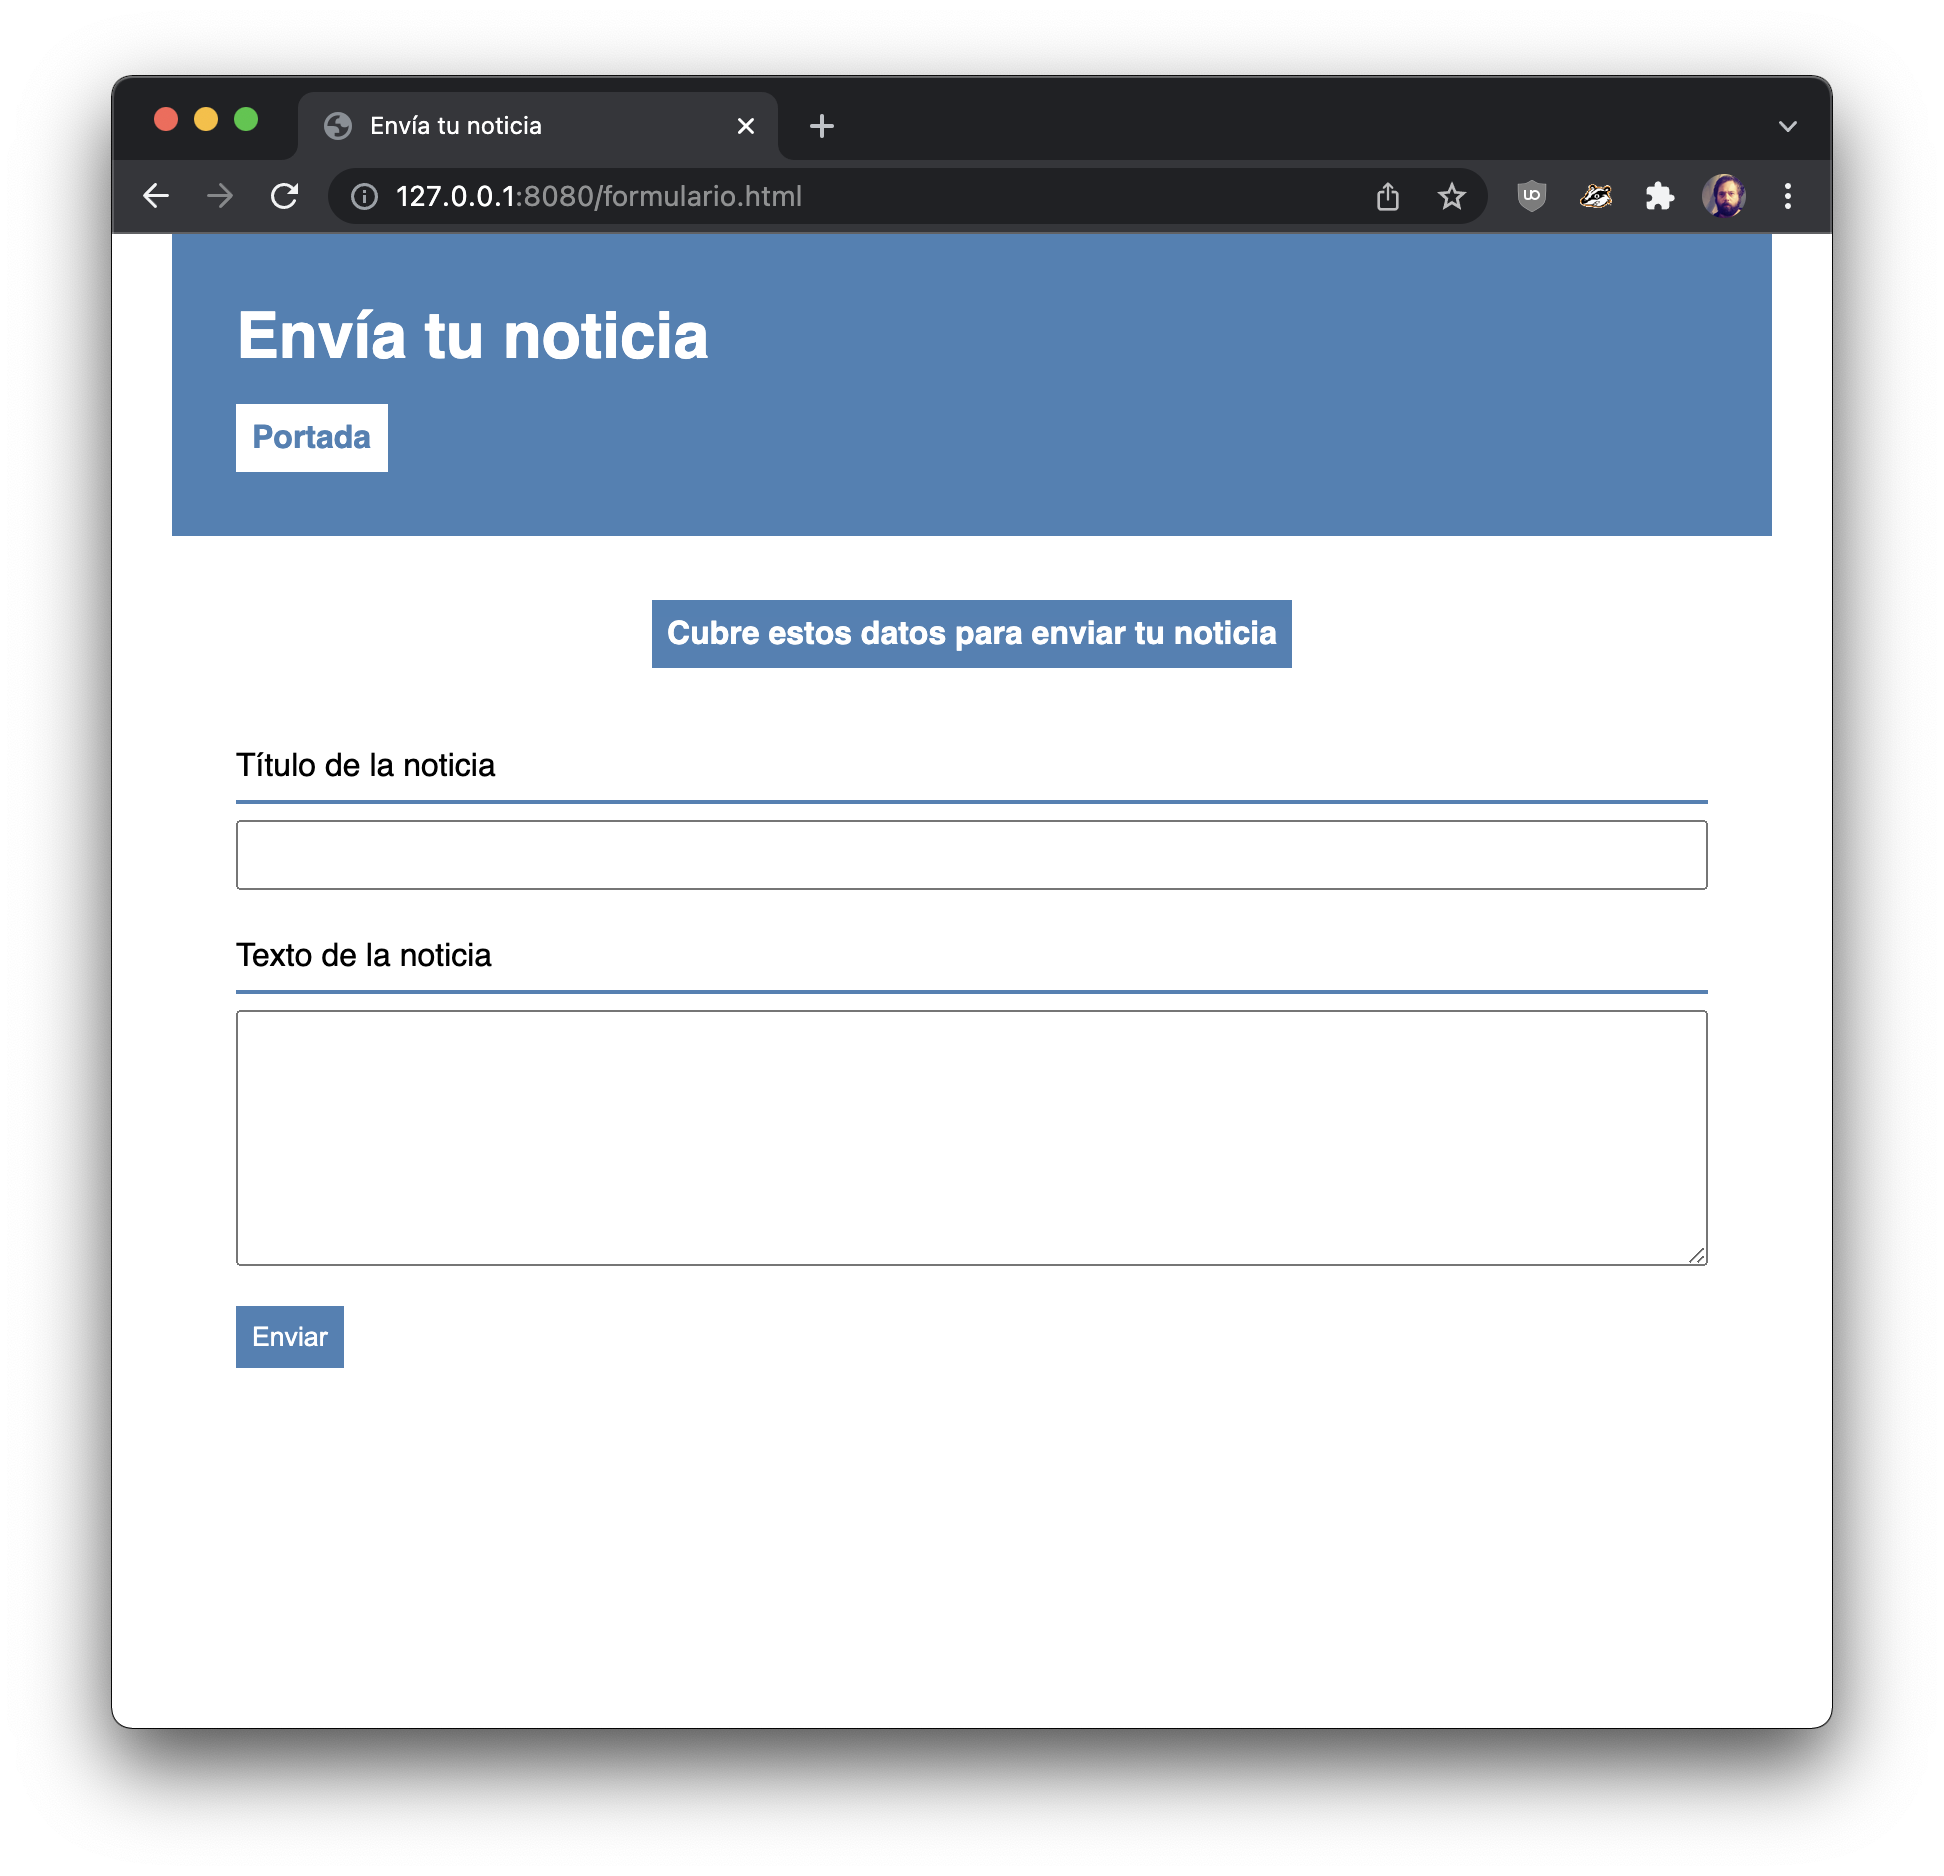 Envía tu noticia
127.0.0.1:8080/formulario.html
Envía tu noticia
Portada
Cubre estos datos para enviar tu noticia
Título de la noticia
Texto de la noticia
Enviar